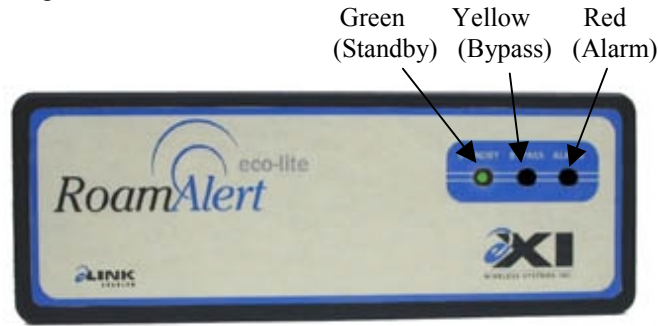 Green Yellow Red
(Standby) (Bypass) (Alarm)
eco-lite
RoamAlert
XI
WIRELESS SYSTEMS INC
LINK